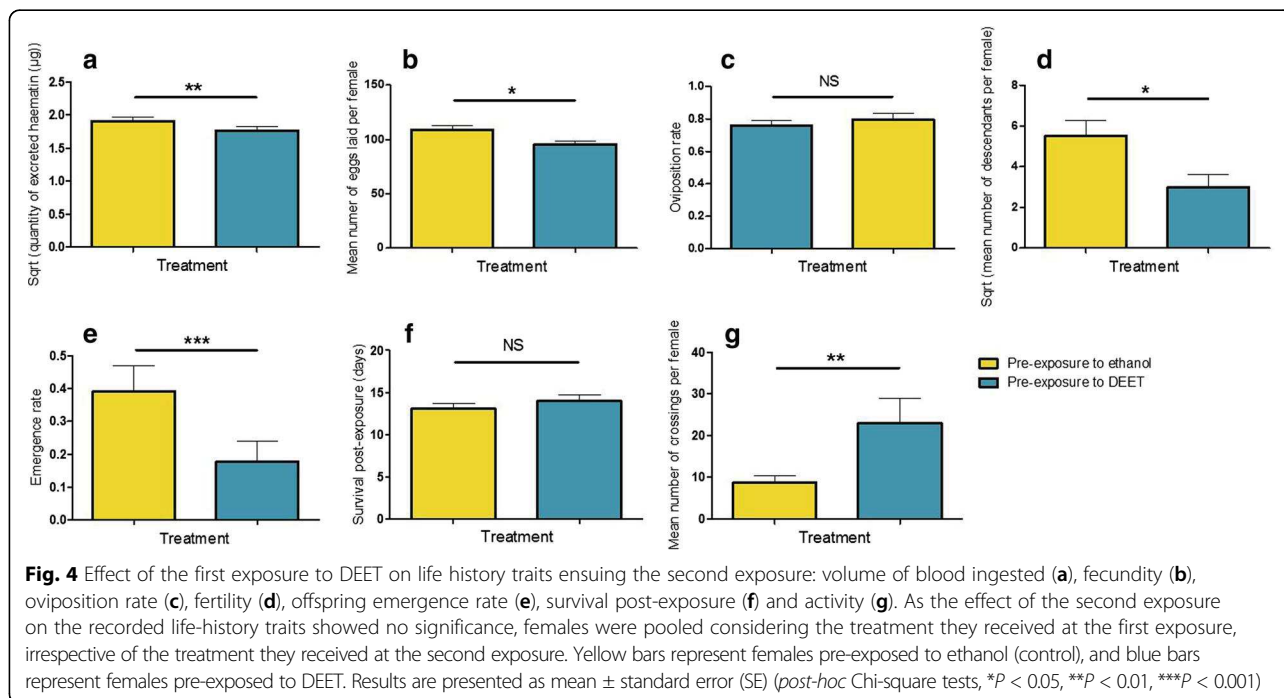 a
**
Sqrt (quantity of excreted haematin (µg))
2.5
2.0
1.5
1.0
0.5
0.0
Treatment
b
*
Mean numer of eggs laid per female
150
100
50
0
Treatment
c
NS
Oviposition rate
1.0
0.8
0.6
0.4
0.2
0.0
Treatment
d
*
Sqrt (mean number of descendants per female)
8
6
4
2
0
Treatment
e
***
Emergence rate
0.5
0.4
0.3
0.2
0.1
0.0
Treatment
f
NS
Survival post-exposure (days)
20
15
10
5
0
Treatment
g
**
Mean number of crossings per female
40
30
20
10
0
Treatment
Pre-exposure to ethanol
Pre-exposure to DEET
Fig. 4 Effect of the first exposure to DEET on life history traits ensuing the second exposure: volume of blood ingested (a), fecundity (b),
oviposition rate (c), fertility (d), offspring emergence rate (e), survival post-exposure (f) and activity (g). As the effect of the second exposure
on the recorded life-history traits showed no significance, females were pooled considering the treatment they received at the first exposure,
irrespective of the treatment they received at the second exposure. Yellow bars represent females pre-exposed to ethanol (control), and blue bars
represent females pre-exposed to DEET. Results are presented as mean ± standard error (SE) (post-hoc Chi-square tests, *P < 0.05, **P < 0.01, ***P < 0.001)